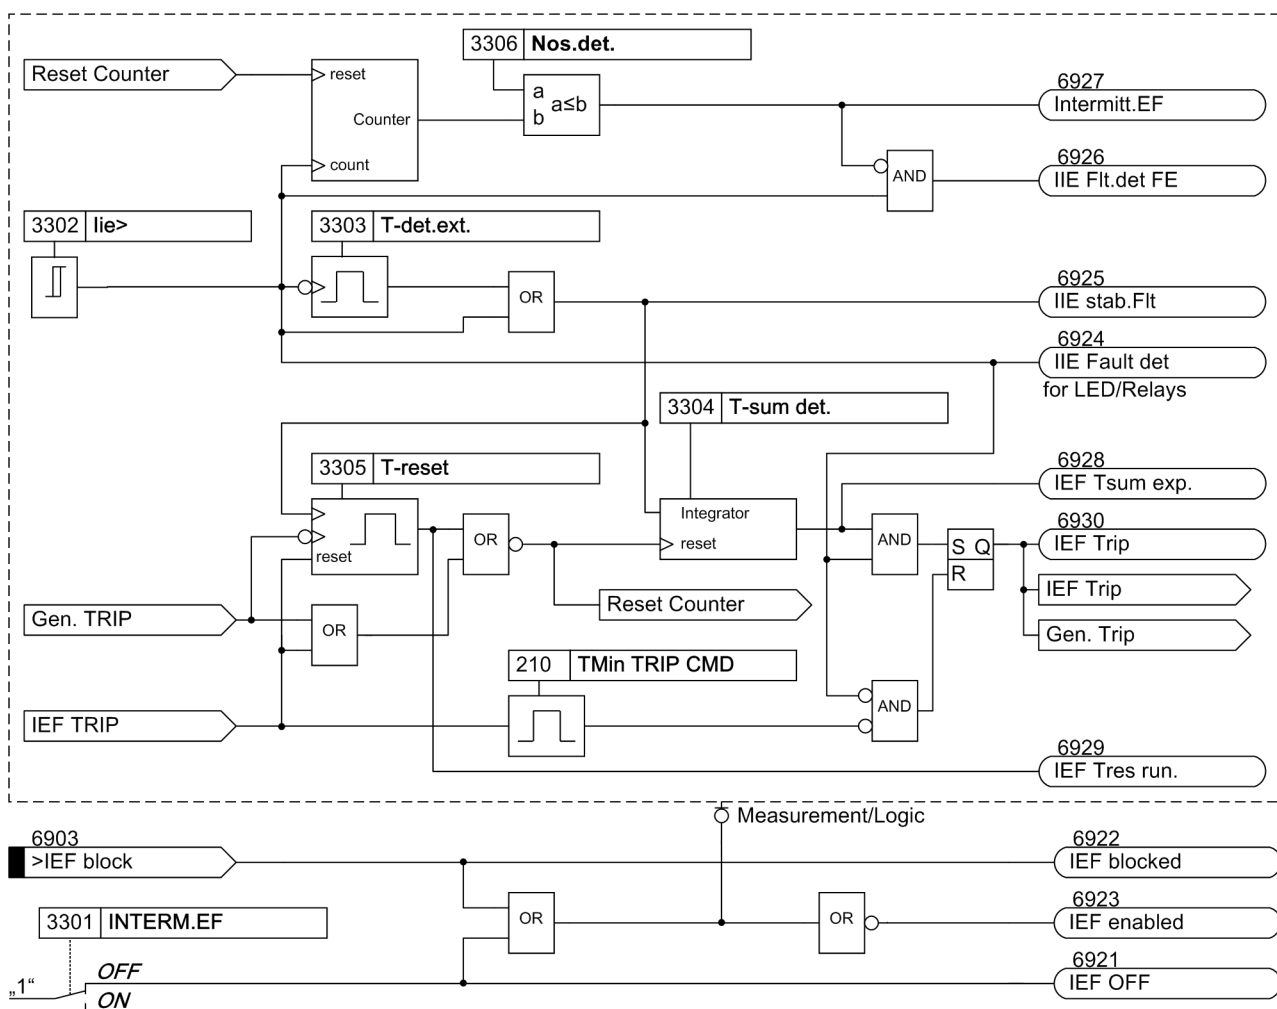 3306 Nos.det.
Reset Counter
reset
Counter
count
a
b
a≤b
6927
Intermitt.EF
6926
IIE Flt.det FE
AND
3302 Iie>
3303 T-det.ext.
OR
6925
IIE stab.Flt
6924
IIE Fault det
for LED/Relays
3304 T-sum det.
3305 T-reset
reset
OR
Integrator
reset
AND
S Q
R
6928
IEF Tsum exp.
6930
IEF Trip
IEF Trip
Gen. Trip
Reset Counter
Gen. TRIP
OR
210 TMin TRIP CMD
IEF TRIP
AND
6929
IEF Tres run.
Measurement/Logic
6903
>IEF block
6922
IEF blocked
3301 INTERM.EF
OR
OR
6923
IEF enabled
6921
IEF OFF
„1“
OFF
ON